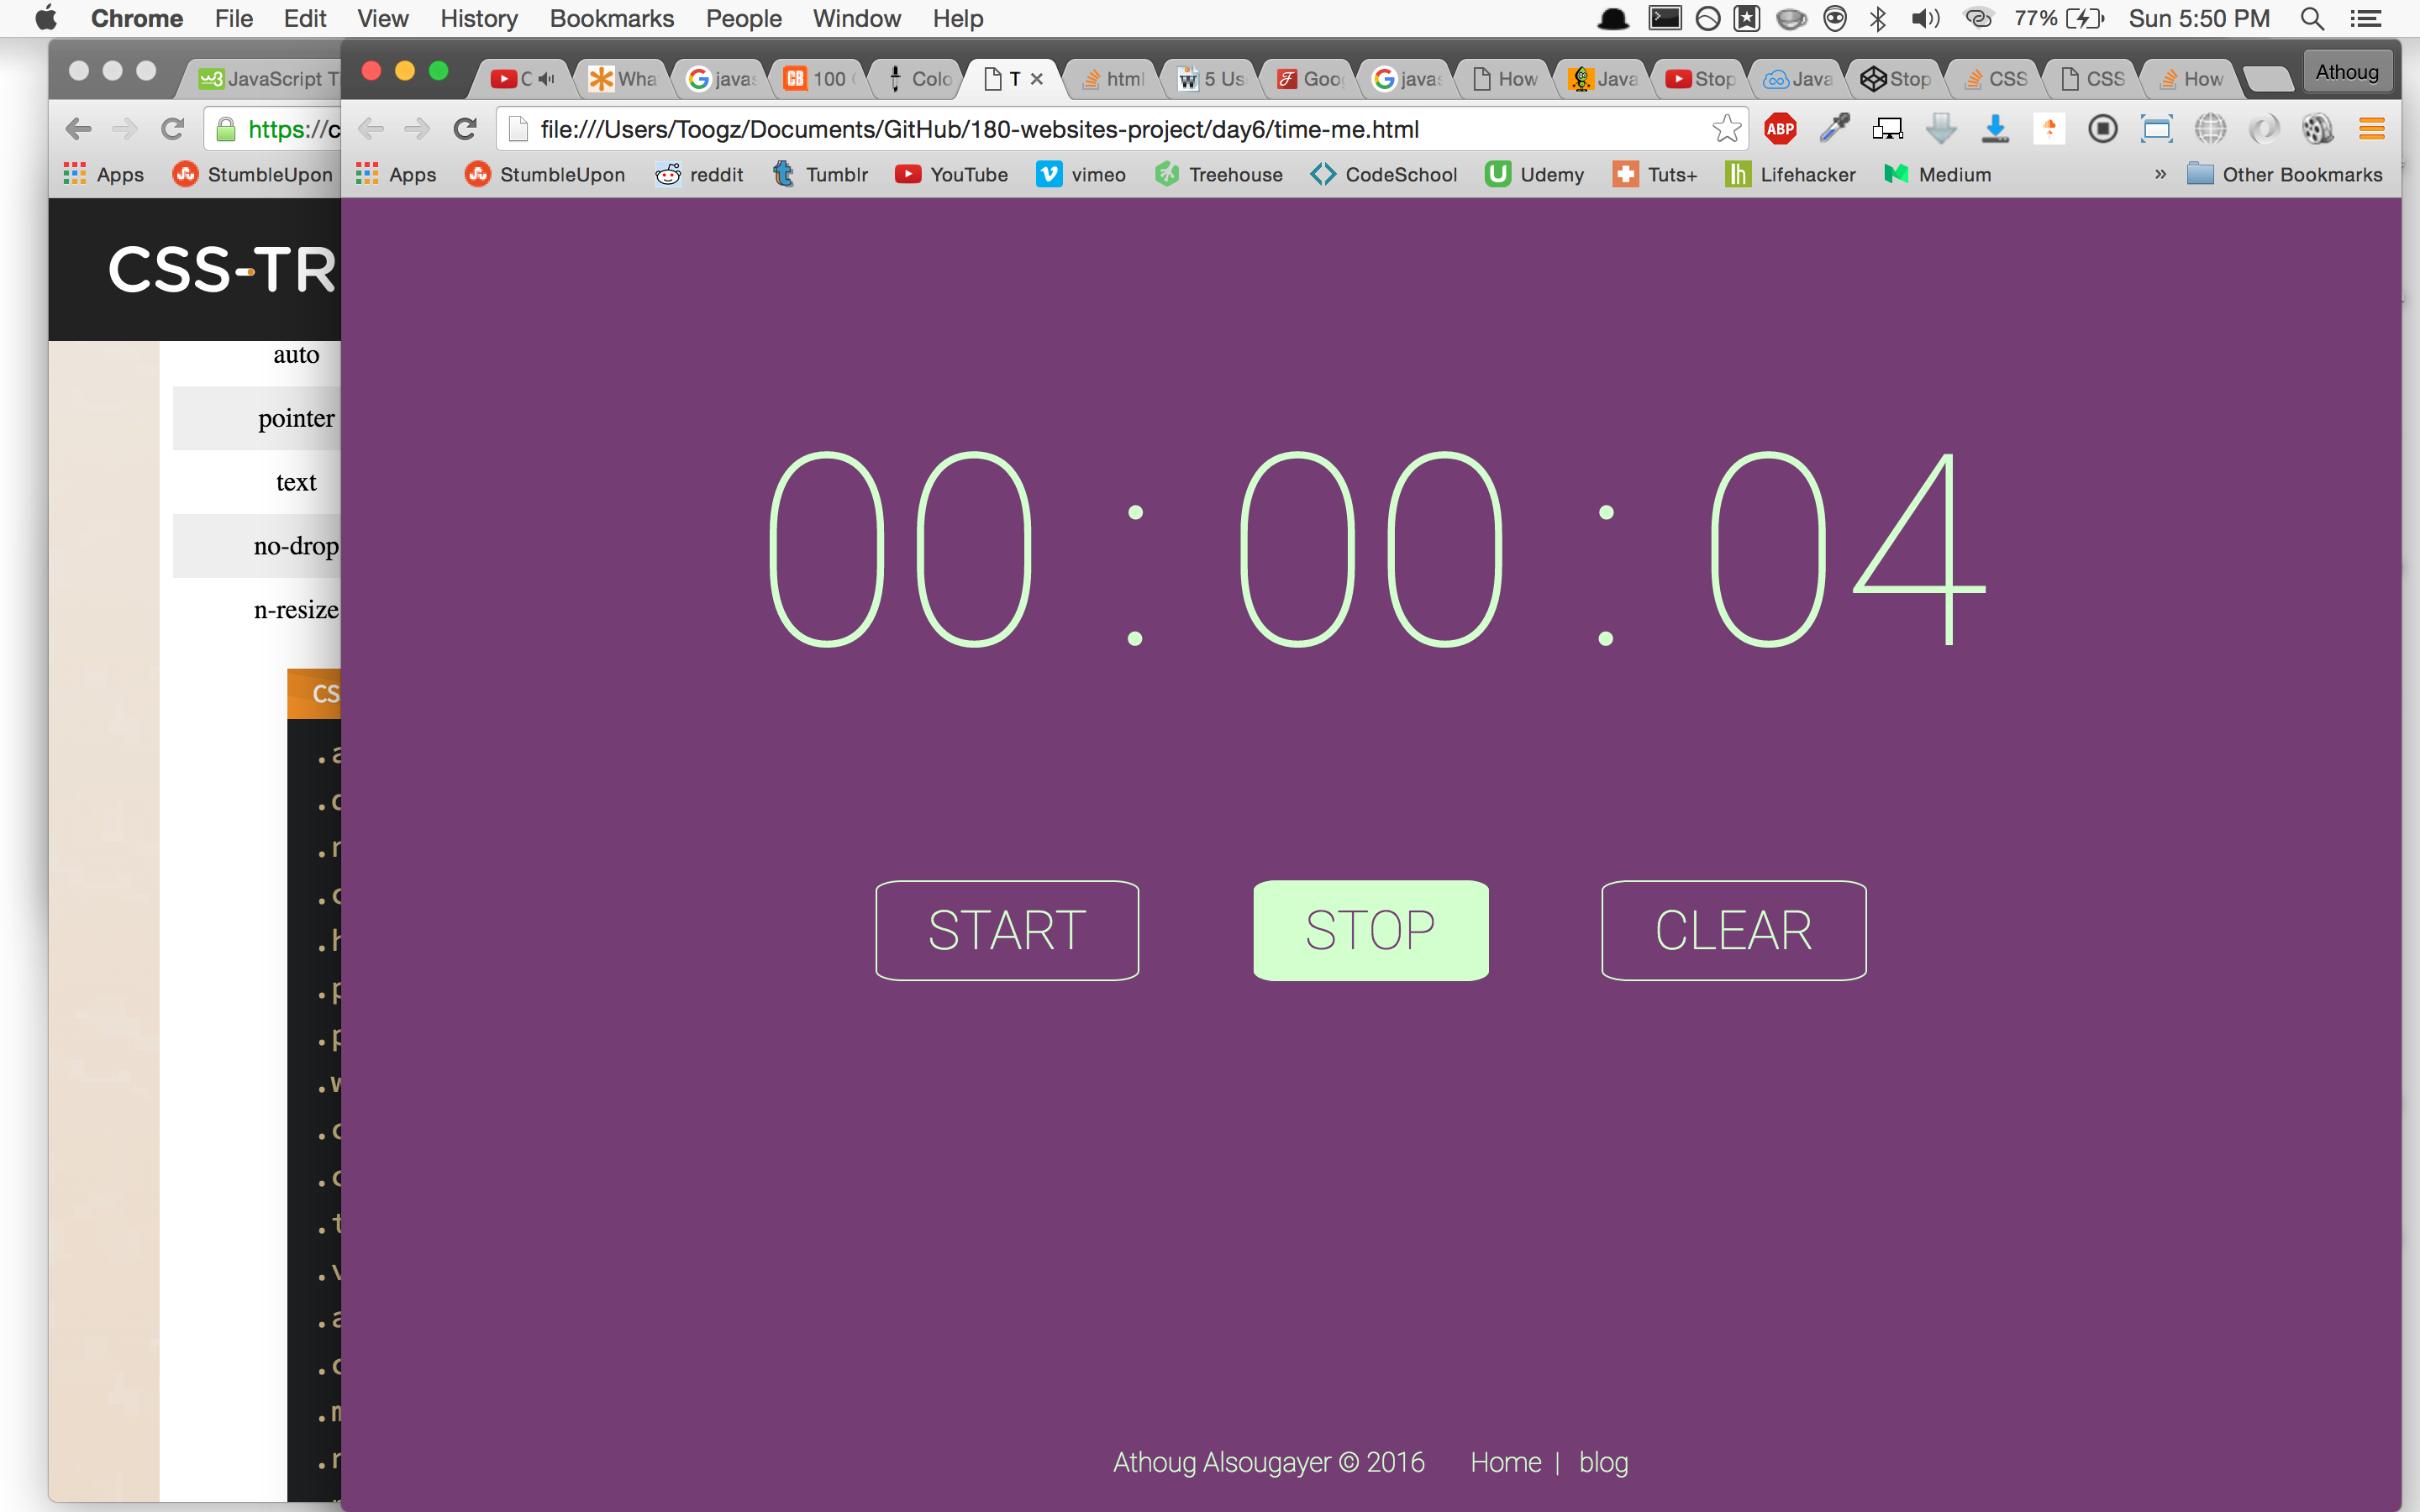 Chrome File Edit View History Bookmarks People Window Help 77% Sun 5:50 PM
JavaScript T
C Wha javas 100 Colo T html 5 Us Goo javas How Java Stop Java Stop CSS CSS How Athoug
https://c
file:///Users/Toogz/Documents/GitHub/180-websites-project/day6/time-me.html ABP
Apps StumbleUpon
Apps StumbleUpon reddit Tumblr YouTube vimeo Treehouse CodeSchool Udemy Tuts+ Lifehacker Medium » Other Bookmarks
CSS-TR
auto
pointer
text
no-drop
n-resize
CS
00 : 00 : 04
START STOP CLEAR
Athoug Alsougayer © 2016 Home | blog